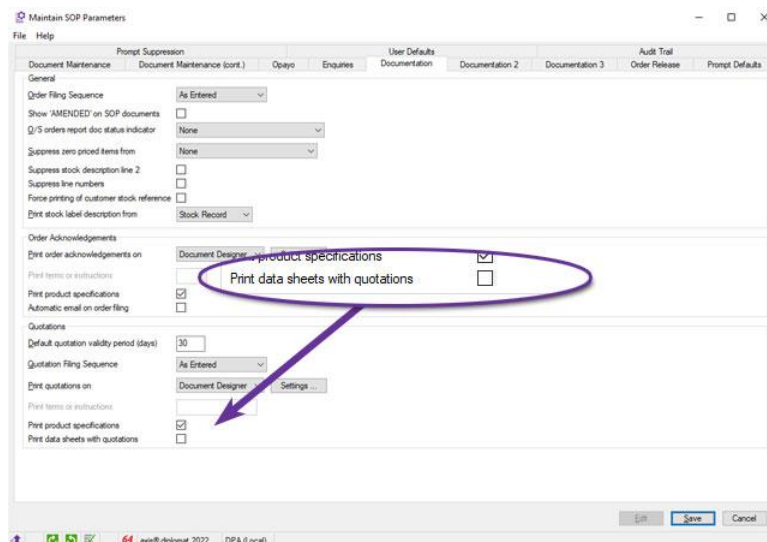 Maintain SOP Parameters
File Help
Prompt Suppression User Defaults Audit Trail
Document Maintenance Document Maintenance (cont.) Opayo Enquiries Documentation Documentation 2 Documentation 3 Order Release Prompt Defaults
General
Order Filing Sequence As Entered
Show 'AMENDED' on SOP documents
O/S orders report doc status indicator None
Suppress zero priced items from None
Suppress stock description line 2
Suppress line numbers
Force printing of customer stock reference
Print stock label description from Stock Record
Order Acknowledgements
Print order acknowledgements on Document Designer
product specifications
Print data sheets with quotations
Print terms or instructions
Print product specifications
Automatic email on order filing
Quotations
Default quotation validity period (days) 30
Quotation Filing Sequence As Entered
Print quotations on Document Designer Settings ...
Print terms or instructions
Print product specifications
Print data sheets with quotations
Edit Save Cancel
64 axis® diplomat 2022 DPA (Local)